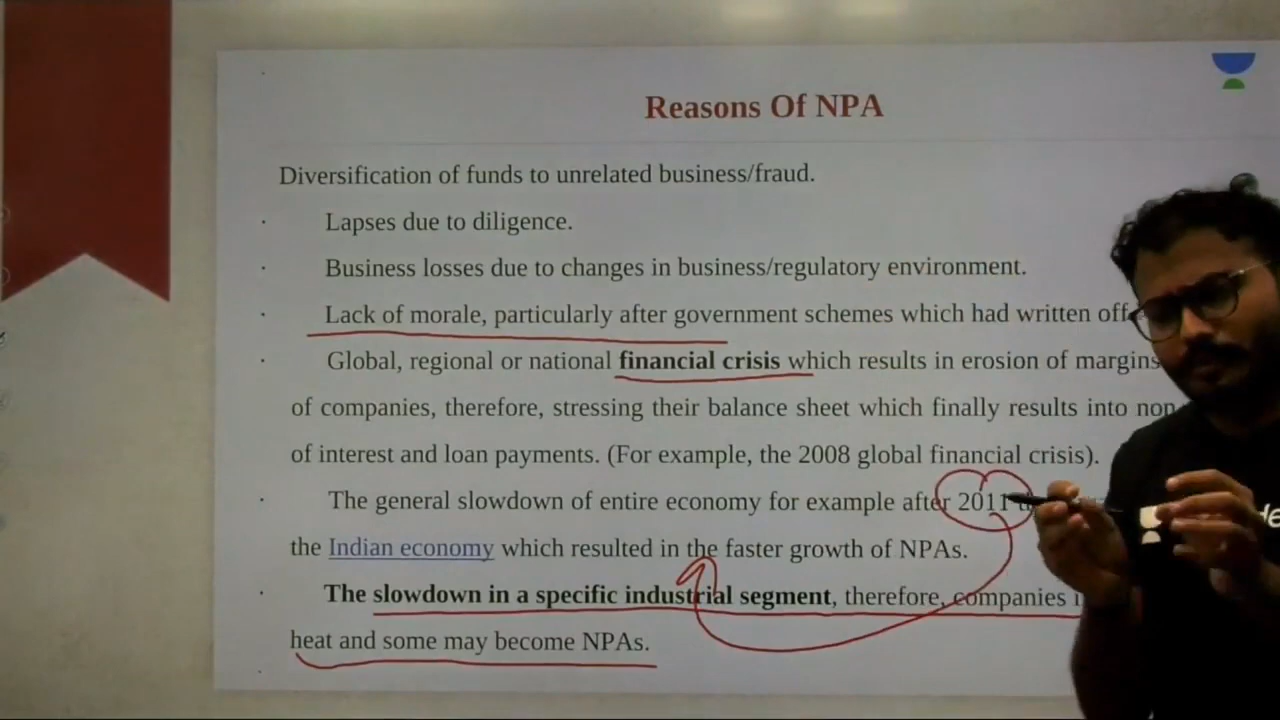 Reasons Of NPA
Diversification of funds to unrelated business/fraud.
· Lapses due to diligence.
· Business losses due to changes in business/regulatory environment.
· Lack of morale, particularly after government schemes which had written off
· Global, regional or national financial crisis which results in erosion of margins
of companies, therefore, stressing their balance sheet which finally results into non
of interest and loan payments. (For example, the 2008 global financial crisis).
· The general slowdown of entire economy for example after 2011
the Indian economy which resulted in the faster growth of NPAs.
· The slowdown in a specific industrial segment, therefore, companies
heat and some may become NPAs.